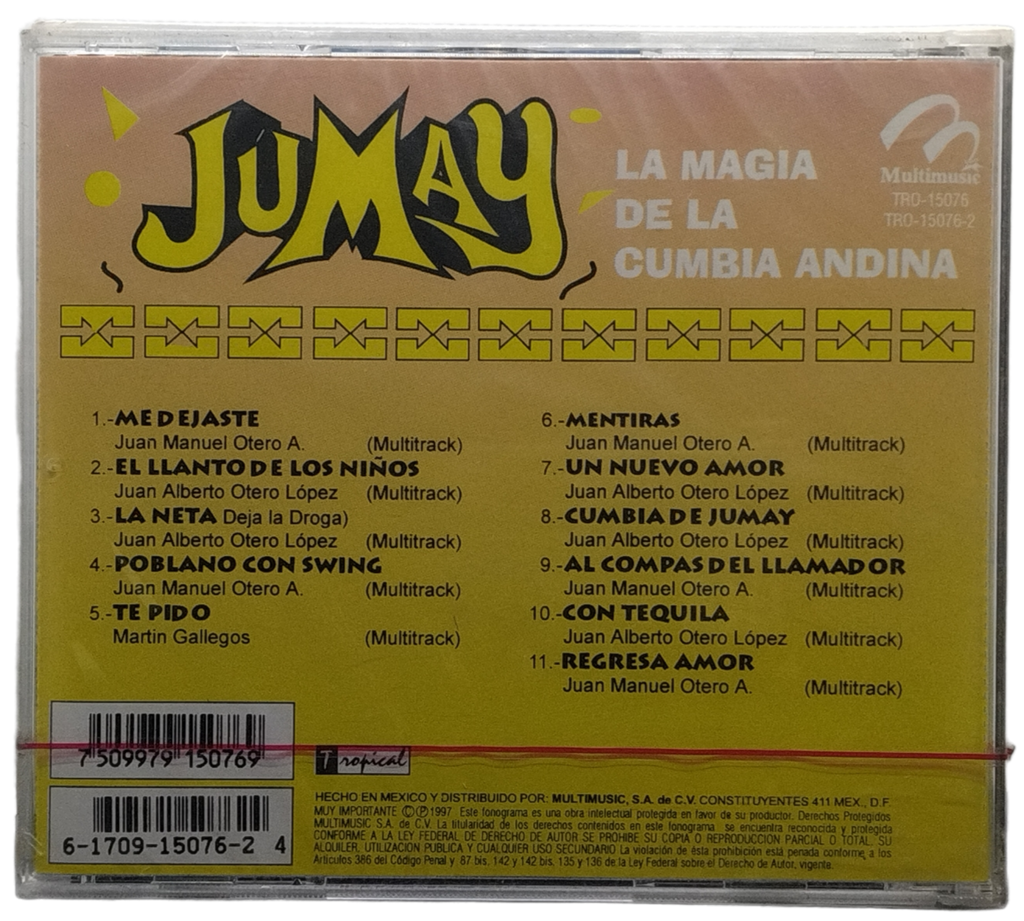 JUMAY
LA MAGIA
DE LA
CUMBIA ANDINA
Multimusic
TRO-15076
TRO-15076-2
1.-ME DEJASTE
Juan Manuel Otero A. (Multitrack)
2.-EL LLANTO DE LOS NIÑOS
Juan Alberto Otero López (Multitrack)
3.-LA NETA Deja la Droga)
Juan Alberto Otero López (Multitrack)
4.-POBLANO CON SWING
Juan Manuel Otero A. (Multitrack)
5.-TE PIDO
Martin Gallegos (Multitrack)
6.-MENTIRAS
Juan Manuel Otero A. (Multitrack)
7.-UN NUEVO AMOR
Juan Alberto Otero López (Multitrack)
8.-CUMBIA DE JUMAY
Juan Alberto Otero López (Multitrack)
9.-AL COMPAS DEL LLAMADOR
Juan Manuel Otero A. (Multitrack)
10.-CON TEQUILA
Juan Alberto Otero López (Multitrack)
11.-REGRESA AMOR
Juan Manuel Otero A. (Multitrack)
7 509979 150769
Tropical
6-1709-15076-2 4
HECHO EN MEXICO Y DISTRIBUIDO POR: MULTIMUSIC, S.A. de C.V. CONSTITUYENTES 411 MEX., D.F.
MUY IMPORTANTE ©℗1997 Este fonograma es una obra intelectual protegida en favor de su productor. Derechos Protegidos
MULTIMUSIC S.A. de C.V. La titularidad de los derechos contenidos en este fonograma se encuentra reconocida y protegida
CONFORME A LA LEY FEDERAL DE DERECHO DE AUTOR SE PROHIBE SU COPIA O REPRODUCCION PARCIAL O TOTAL, SU
ALQUILER, UTILIZACION PUBLICA Y CUALQUIER USO SECUNDARIO La violación de ésta prohibición está penada conforme a los
Artículos 386 del Código Penal y 87 bis, 142 y 142 bis, 135 y 136 de la Ley Federal sobre el Derecho de Autor, vigente.